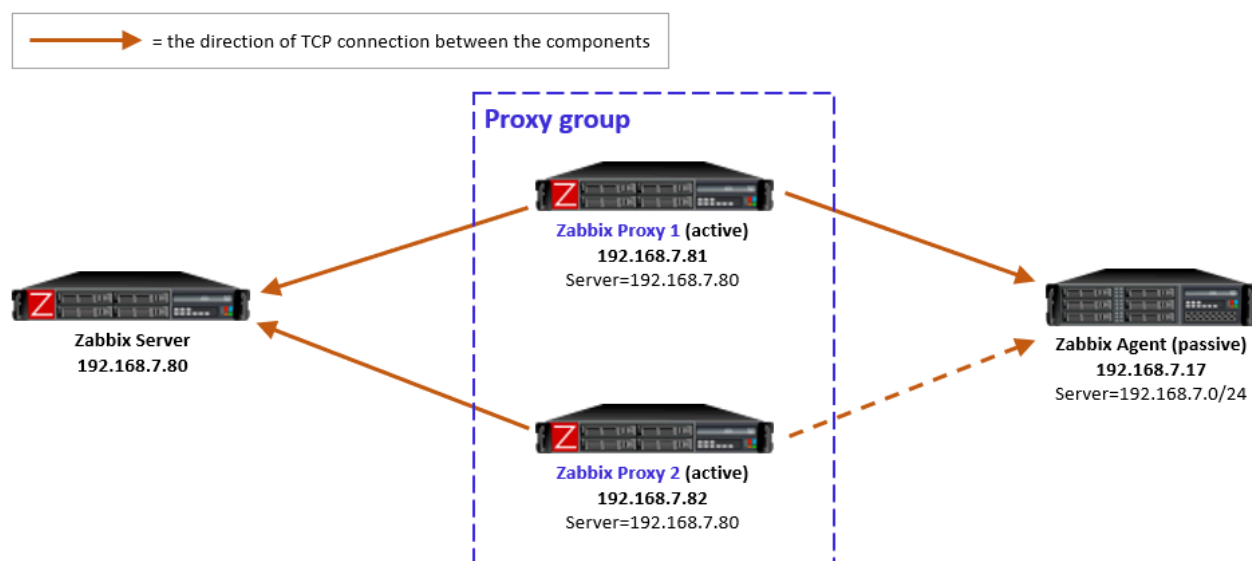 = the direction of TCP connection between the components
Proxy group
Z
Zabbix Proxy 1 (active)
192.168.7.81
Server=192.168.7.80
Z
Zabbix Server
192.168.7.80
Zabbix Agent (passive)
192.168.7.17
Server=192.168.7.0/24
Z
Zabbix Proxy 2 (active)
192.168.7.82
Server=192.168.7.80